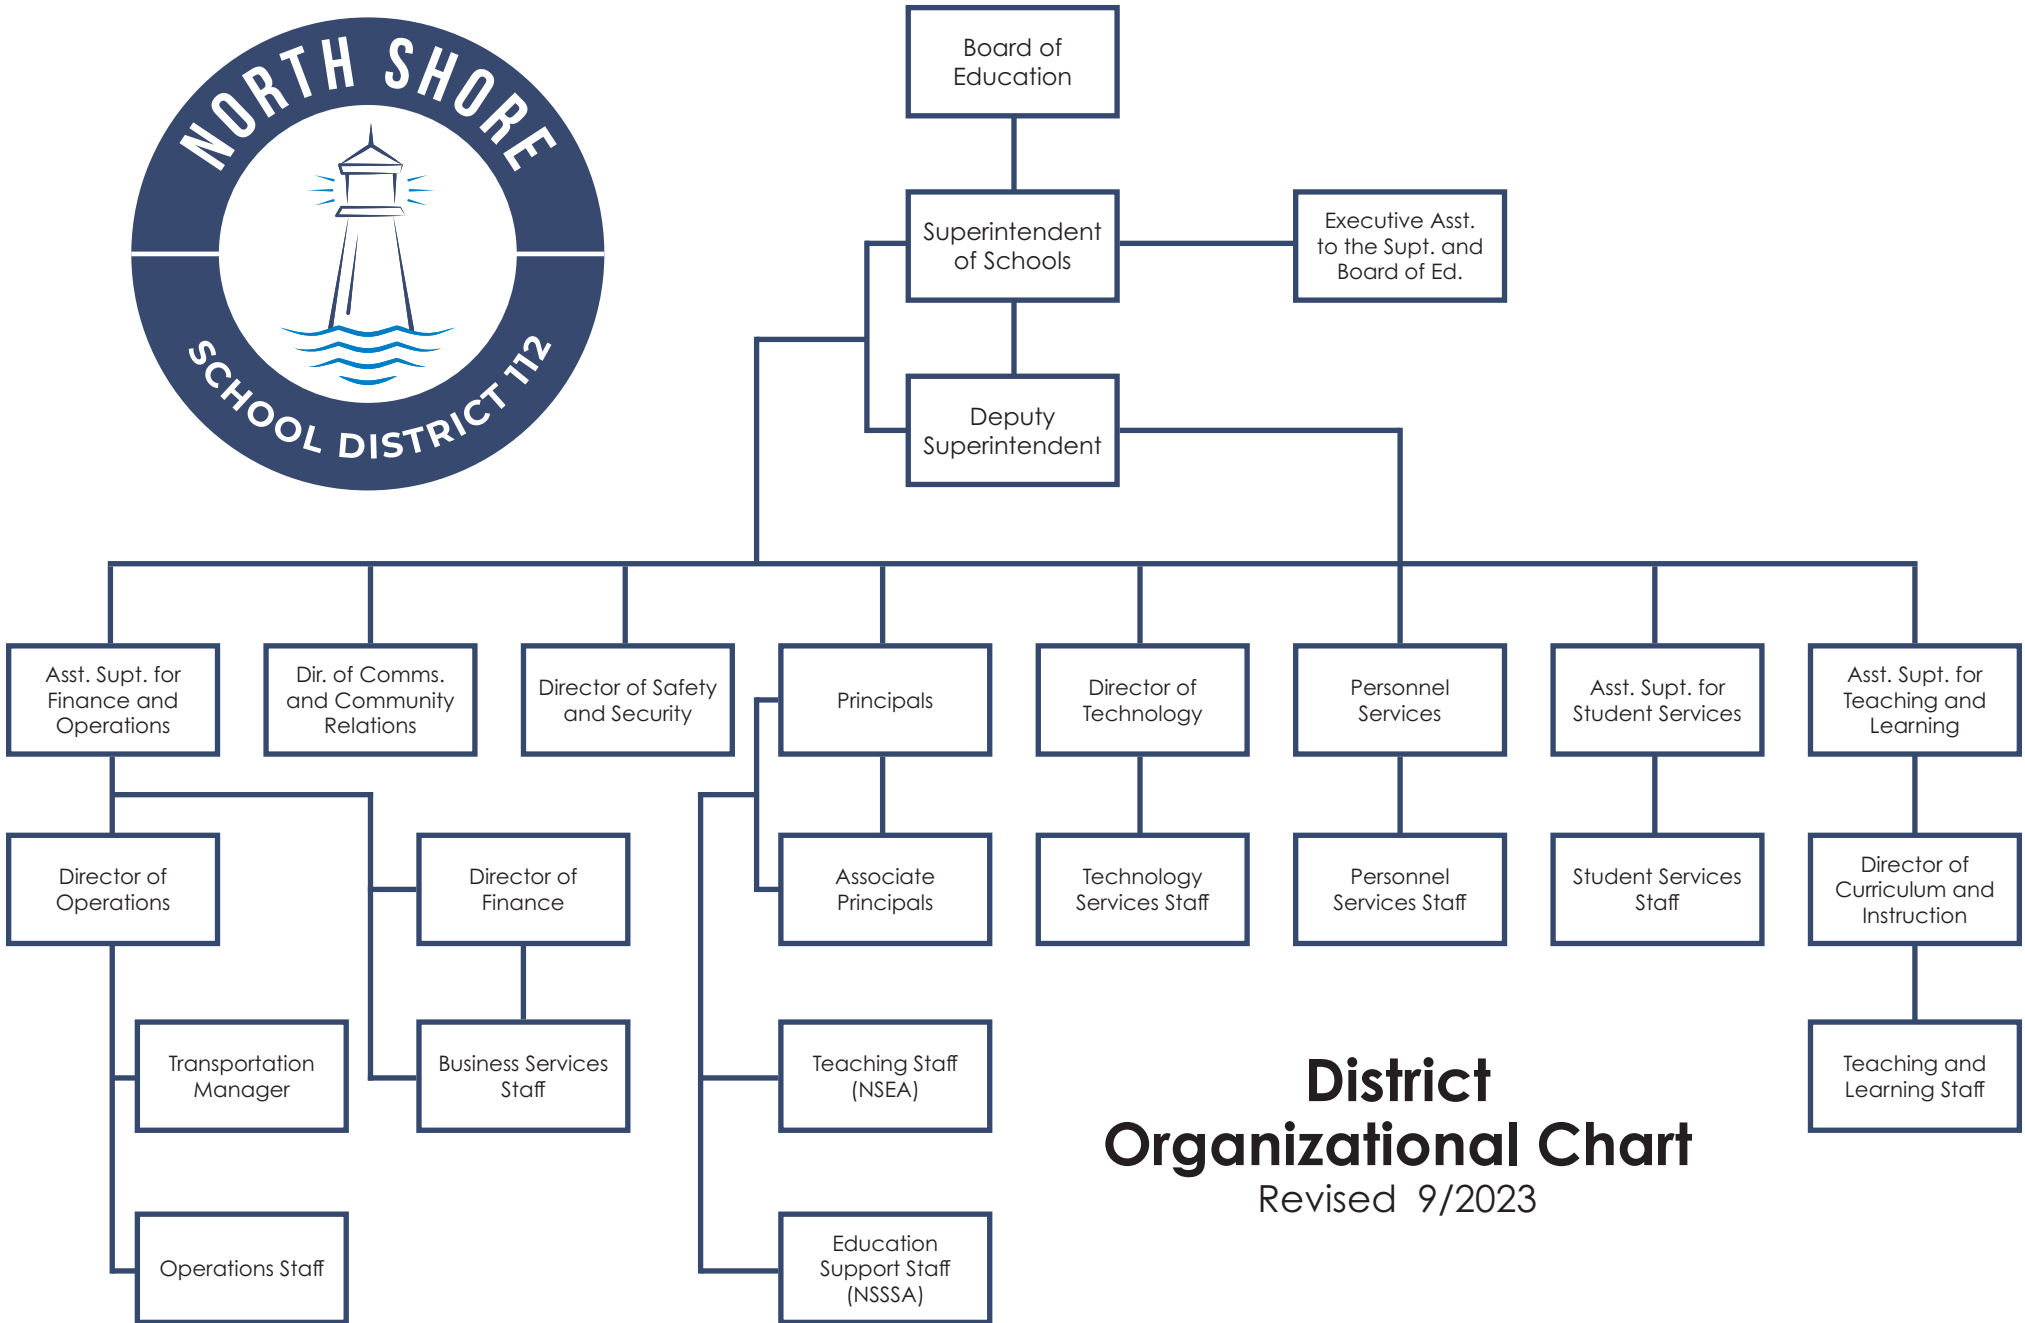 NORTH SHORE
SCHOOL DISTRICT 112
Board of
Education
Superintendent
of Schools
Executive Asst.
to the Supt. and
Board of Ed.
Deputy
Superintendent
Asst. Supt. for
Finance and
Operations
Dir. of Comms.
and Community
Relations
Director of Safety
and Security
Principals
Director of
Technology
Personnel
Services
Asst. Supt. for
Student Services
Asst. Supt. for
Teaching and
Learning
Director of
Operations
Director of
Finance
Associate
Principals
Technology
Services Staff
Personnel
Services Staff
Student Services
Staff
Director of
Curriculum and
Instruction
Transportation
Manager
Business Services
Staff
Teaching Staff
(NSEA)
Teaching and
Learning Staff
Operations Staff
Education
Support Staff
(NSSSA)
District
Organizational Chart
Revised 9/2023